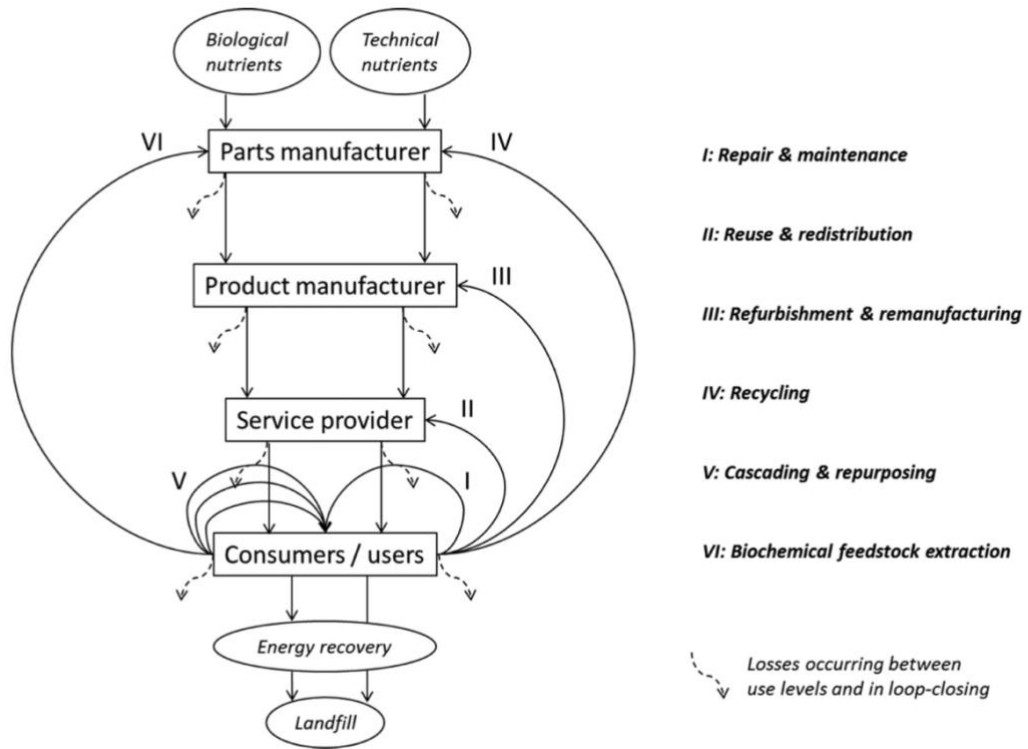 Biological
nutrients
Technical
nutrients
VI
IV
Parts manufacturer
III
Product manufacturer
II
Service provider
V
I
Consumers / users
Energy recovery
Landfill
I: Repair & maintenance
II: Reuse & redistribution
III: Refurbishment & remanufacturing
IV: Recycling
V: Cascading & repurposing
VI: Biochemical feedstock extraction
Losses occurring between
use levels and in loop-closing